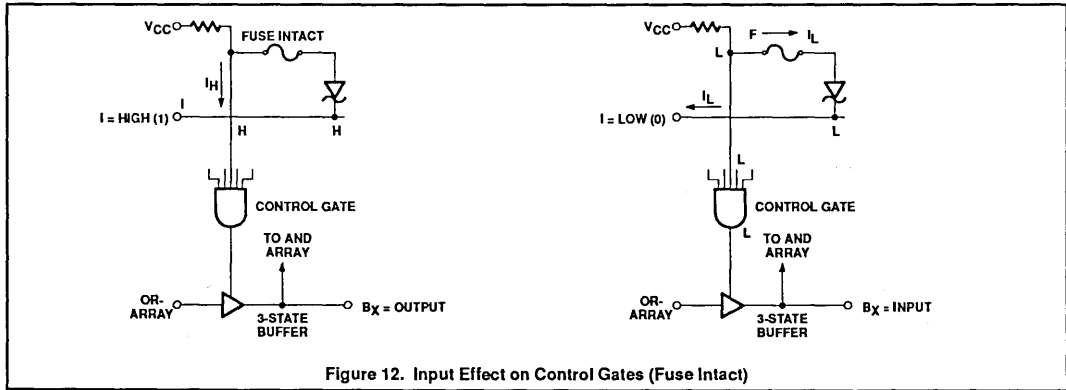 VCC
FUSE INTACT
IH
I
I = HIGH (1)
H
H
CONTROL GATE
TO AND
ARRAY
OR-
ARRAY
3-STATE
BUFFER
BX = OUTPUT
VCC
F
IL
L
IL
I = LOW (0)
L
L
CONTROL GATE
L
TO AND
ARRAY
OR-
ARRAY
3-STATE
BUFFER
BX = INPUT
Figure 12. Input Effect on Control Gates (Fuse Intact)